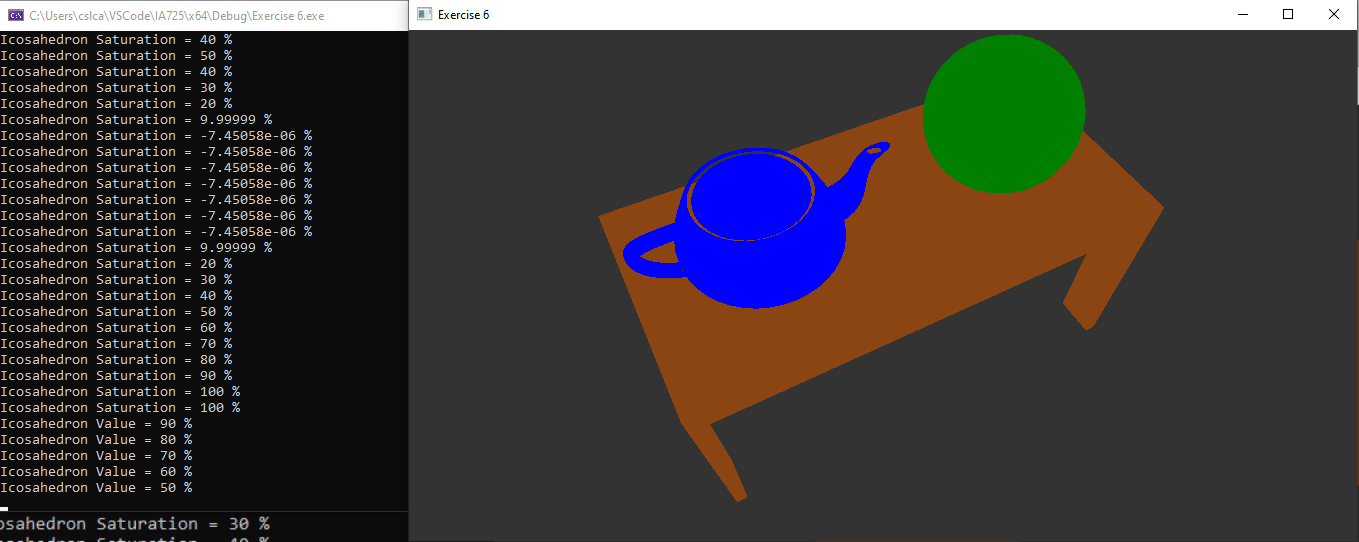 C:\Users\cslca\VSCode\IA725\x64\Debug\Exercise 6.exe
Exercise 6
Icosahedron Saturation = 40 %
Icosahedron Saturation = 50 %
Icosahedron Saturation = 40 %
Icosahedron Saturation = 30 %
Icosahedron Saturation = 20 %
Icosahedron Saturation = 9.99999 %
Icosahedron Saturation = -7.45058e-06 %
Icosahedron Saturation = -7.45058e-06 %
Icosahedron Saturation = -7.45058e-06 %
Icosahedron Saturation = -7.45058e-06 %
Icosahedron Saturation = -7.45058e-06 %
Icosahedron Saturation = -7.45058e-06 %
Icosahedron Saturation = -7.45058e-06 %
Icosahedron Saturation = 9.99999 %
Icosahedron Saturation = 20 %
Icosahedron Saturation = 30 %
Icosahedron Saturation = 40 %
Icosahedron Saturation = 50 %
Icosahedron Saturation = 60 %
Icosahedron Saturation = 70 %
Icosahedron Saturation = 80 %
Icosahedron Saturation = 90 %
Icosahedron Saturation = 100 %
Icosahedron Saturation = 100 %
Icosahedron Value = 90 %
Icosahedron Value = 80 %
Icosahedron Value = 70 %
Icosahedron Value = 60 %
Icosahedron Value = 50 %
osahedron Saturation = 30 %